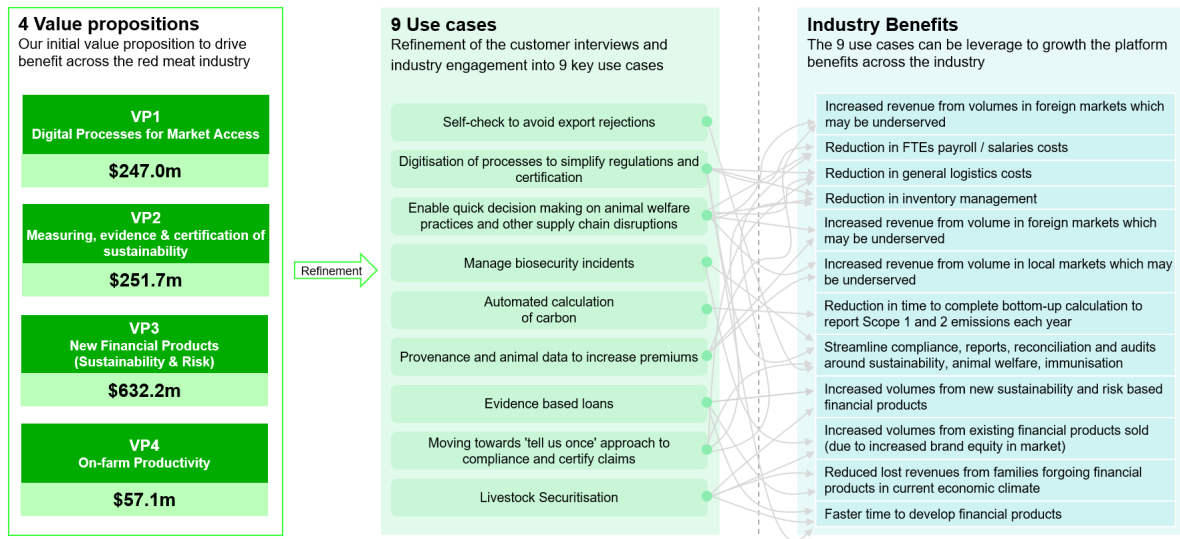 4 Value propositions
Our initial value proposition to drive
benefit across the red meat industry
VP1
Digital Processes for Market Access
$247.0m
VP2
Measuring, evidence & certification of
sustainability
$251.7m
VP3
New Financial Products
(Sustainability & Risk)
$632.2m
VP4
On-farm Productivity
$57.1m
Refinement
9 Use cases
Refinement of the customer interviews and
industry engagement into 9 key use cases
Self-check to avoid export rejections
Digitisation of processes to simplify regulations and
certification
Enable quick decision making on animal welfare
practices and other supply chain disruptions
Manage biosecurity incidents
Automated calculation
of carbon
Provenance and animal data to increase premiums
Evidence based loans
Moving towards 'tell us once' approach to
compliance and certify claims
Livestock Securitisation
Industry Benefits
The 9 use cases can be leverage to growth the platform
benefits across the industry
Increased revenue from volumes in foreign markets which
may be underserved
Reduction in FTEs payroll / salaries costs
Reduction in general logistics costs
Reduction in inventory management
Increased revenue from volume in foreign markets which
may be underserved
Increased revenue from volume in local markets which may
be underserved
Reduction in time to complete bottom-up calculation to
report Scope 1 and 2 emissions each year
Streamline compliance, reports, reconciliation and audits
around sustainability, animal welfare, immunisation
Increased volumes from new sustainability and risk based
financial products
Increased volumes from existing financial products sold
(due to increased brand equity in market)
Reduced lost revenues from families forgoing financial
products in current economic climate
Faster time to develop financial products